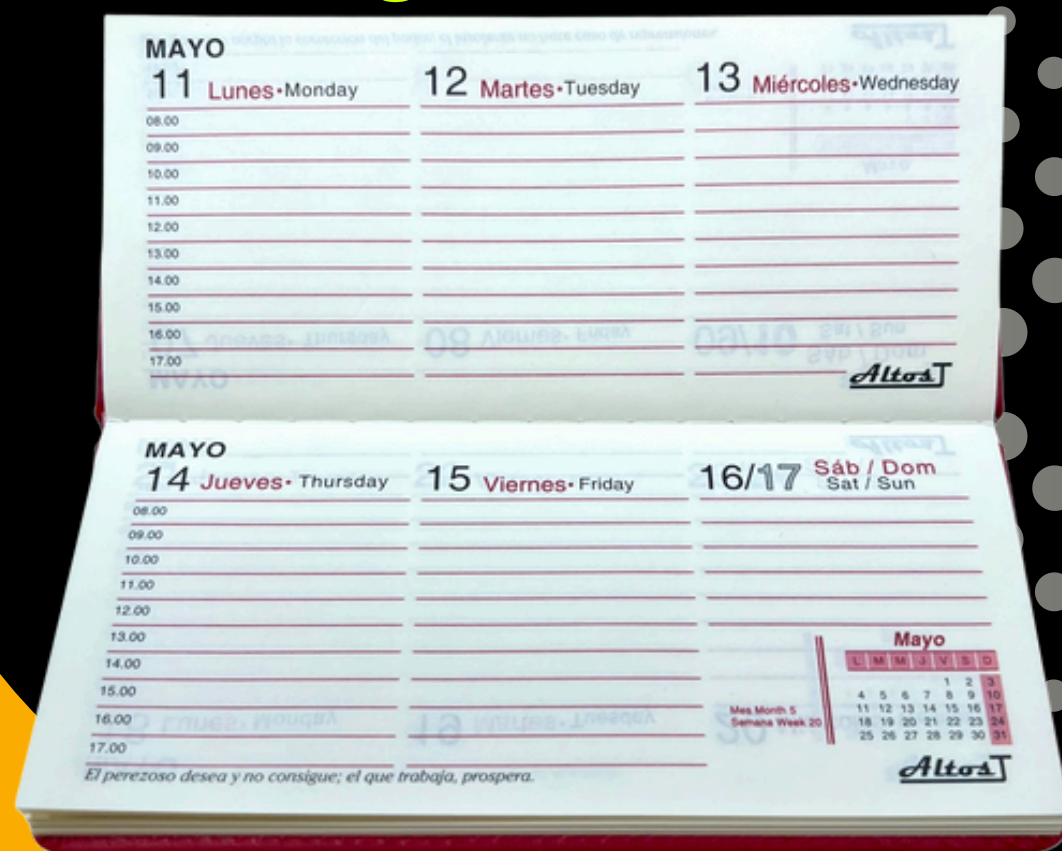 MAYO
11 Lunes•Monday
08.00
09.00
10.00
11.00
12.00
13.00
14.00
15.00
16.00
17.00
12 Martes•Tuesday
13 Miércoles•Wednesday
AltosT
MAYO
14 Jueves• Thursday
08.00
09.00
10.00
11.00
12.00
13.00
14.00
15.00
16.00
17.00
15 Viernes• Friday
16/17 Sáb / Dom
Sat / Sun
Mes Month 5
Semana Week 20
Mayo
L M M J V S D
1 2 3
4 5 6 7 8 9 10
11 12 13 14 15 16 17
18 19 20 21 22 23 24
25 26 27 28 29 30 31
El perezoso desea y no consigue; el que trabaja, prospera.
AltosT